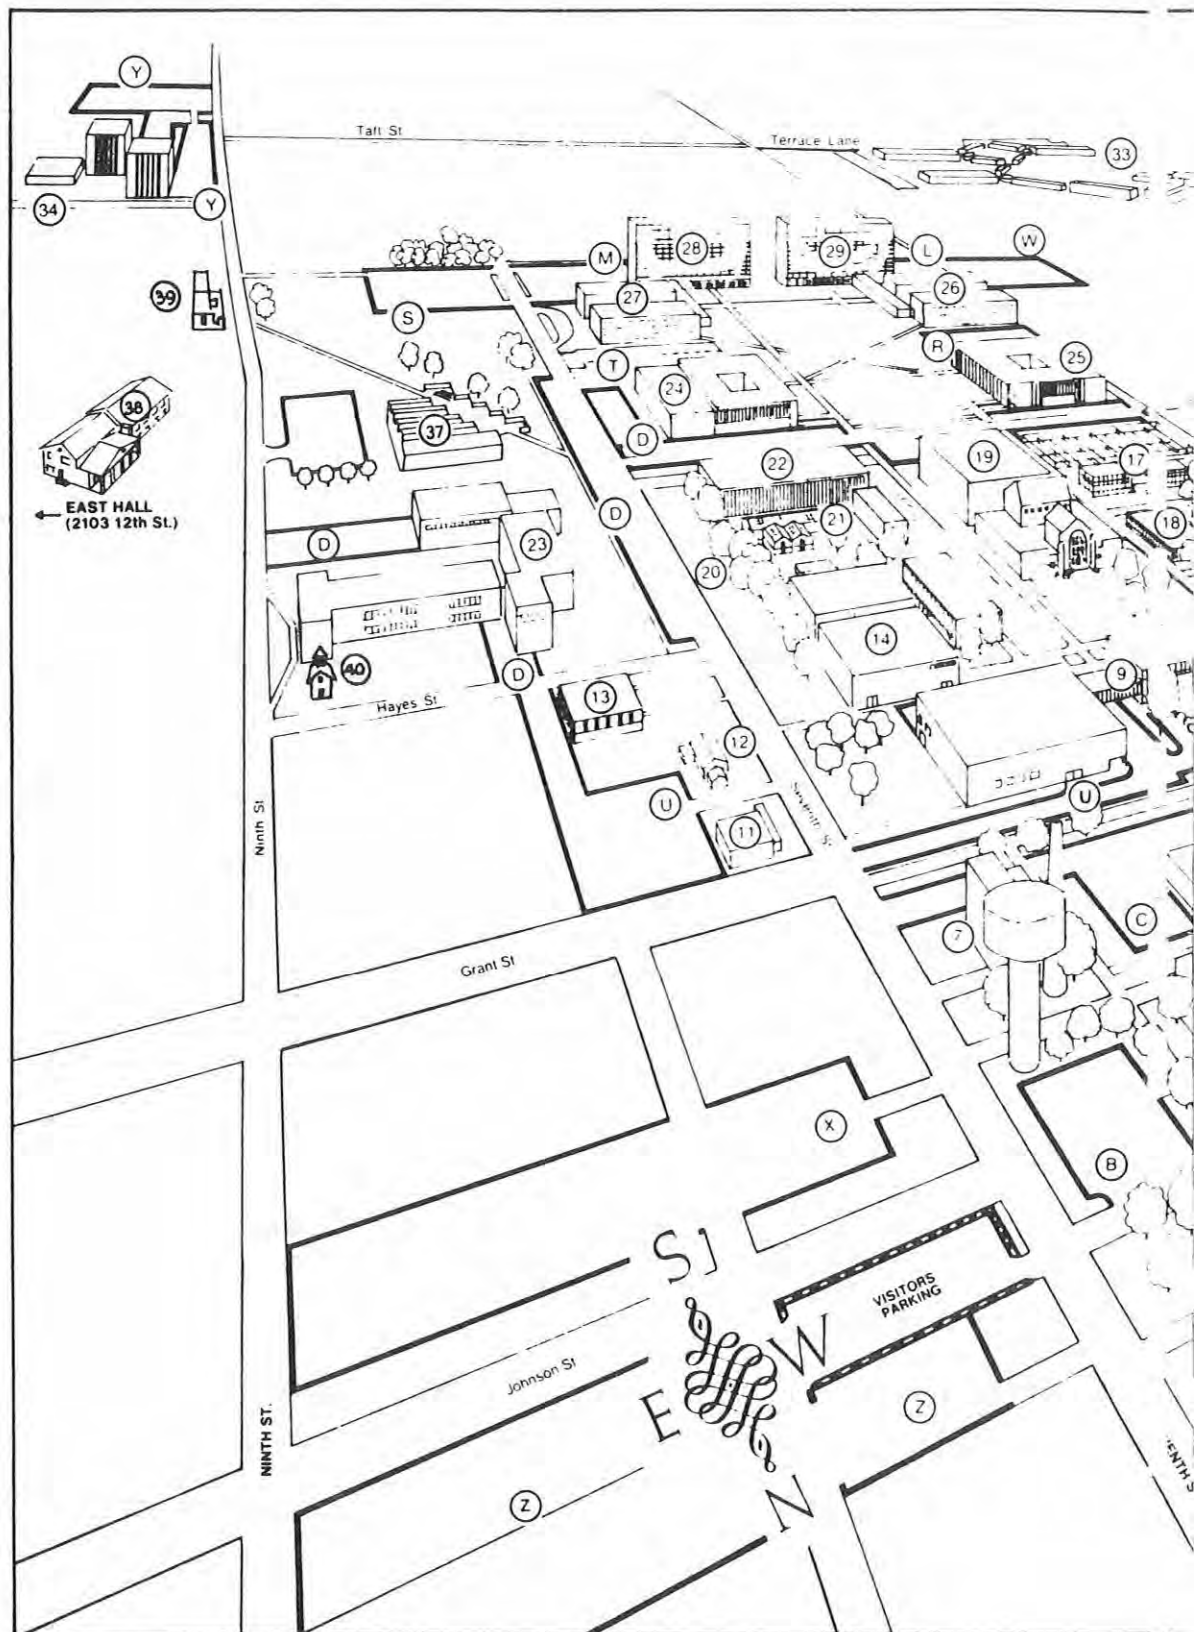 Y
Taft St
Terrace Lane
33
34
Y
28
29
M
L
W
39
27
26
S
T
R
25
24
38
37
D
22
19
17
EAST HALL
(2103 12th St.)
D
21
18
D
23
20
14
40
D
9
13
Hayes St
12
U
U
Ninth St
11
Seventh St
7
C
Grant St
X
B
S
VISITORS
PARKING
W
Johnson St
E
Z
NINTH ST.
Z
N